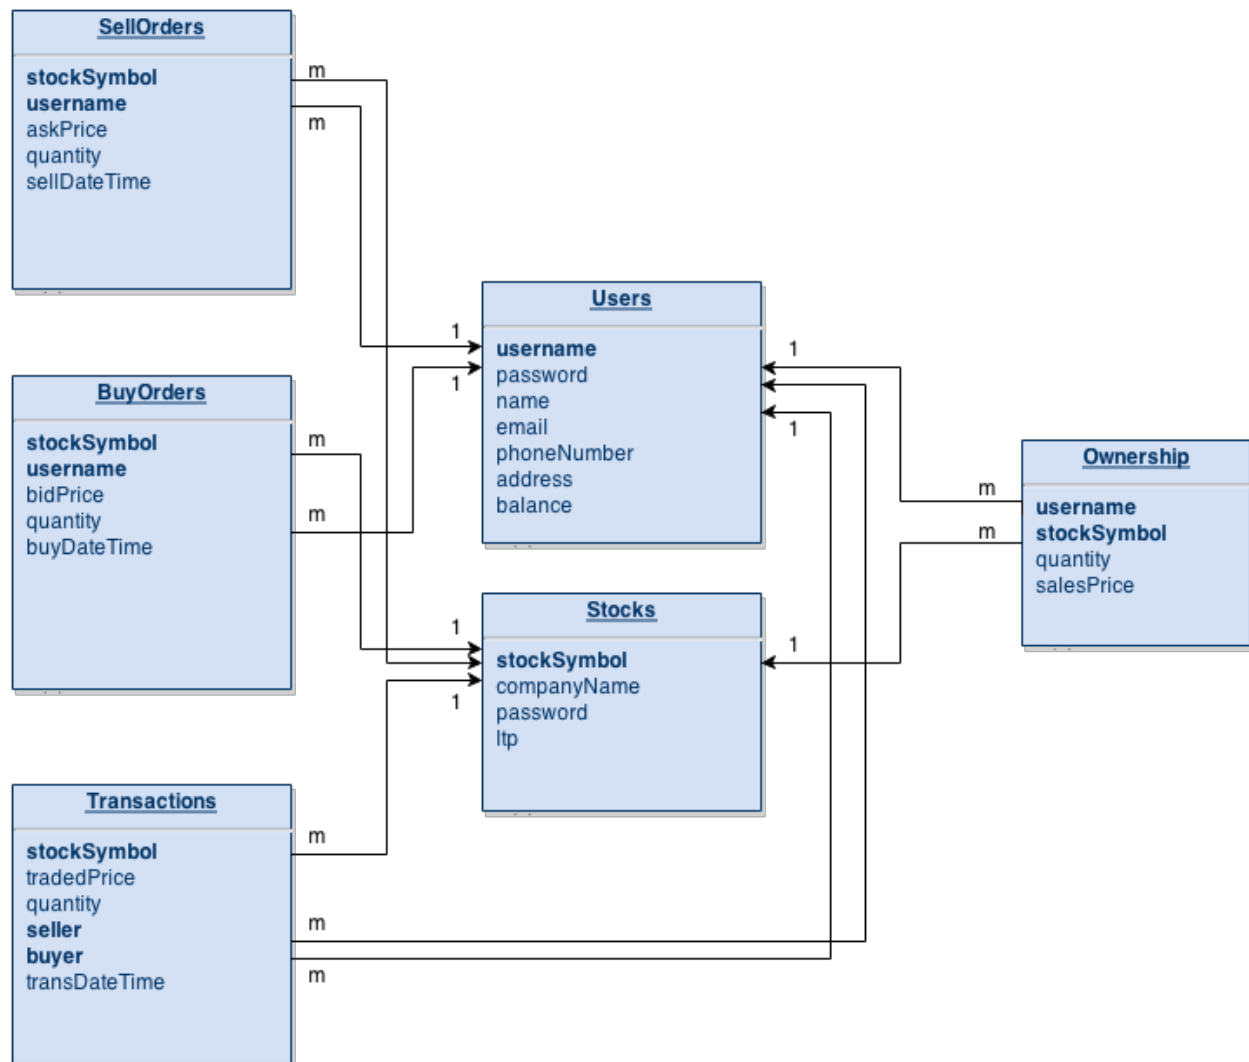 SellOrders
stockSymbol
username
askPrice
quantity
sellDateTime
m
m
BuyOrders
stockSymbol
username
bidPrice
quantity
buyDateTime
m
m
Transactions
stockSymbol
tradedPrice
quantity
seller
buyer
transDateTime
m
m
m
1
1
Users
username
password
name
email
phoneNumber
address
balance
1
1
1
1
Stocks
stockSymbol
companyName
password
ltp
1
m
m
Ownership
username
stockSymbol
quantity
salesPrice